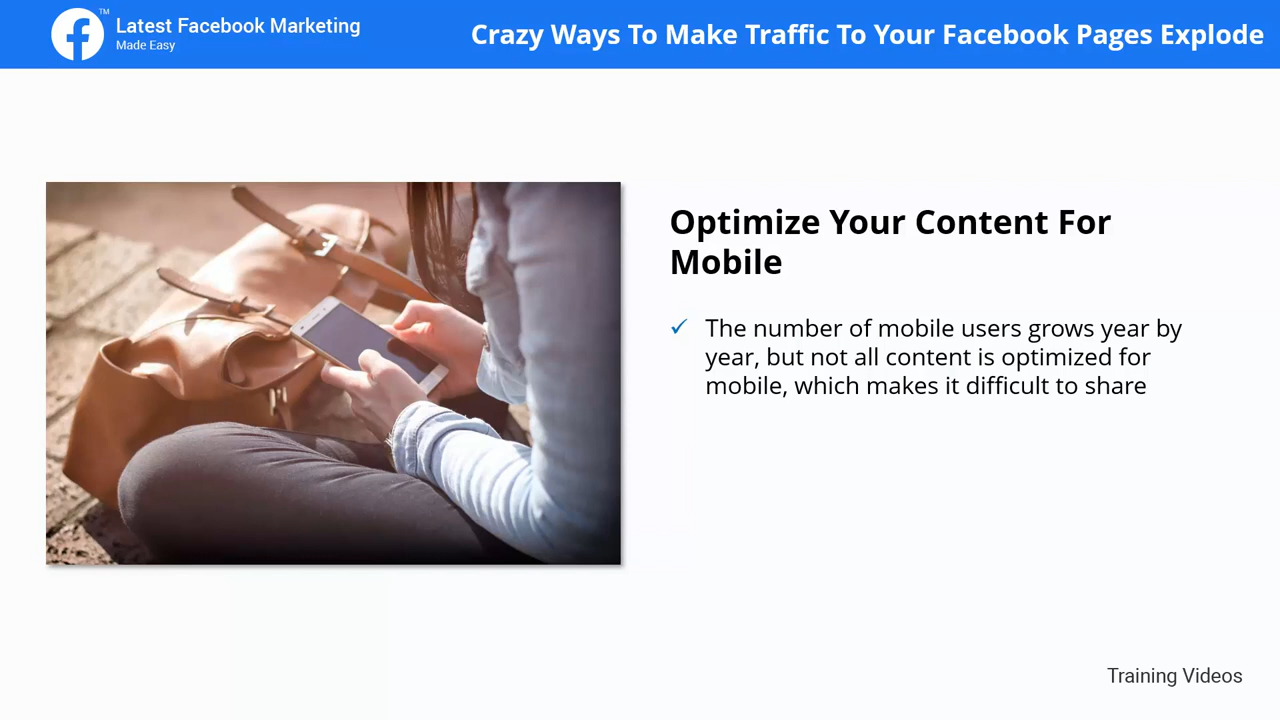 TM
Latest Facebook Marketing
Made Easy
Crazy Ways To Make Traffic To Your Facebook Pages Explode
Optimize Your Content For
Mobile
✓ The number of mobile users grows year by
year, but not all content is optimized for
mobile, which makes it difficult to share
Training Videos